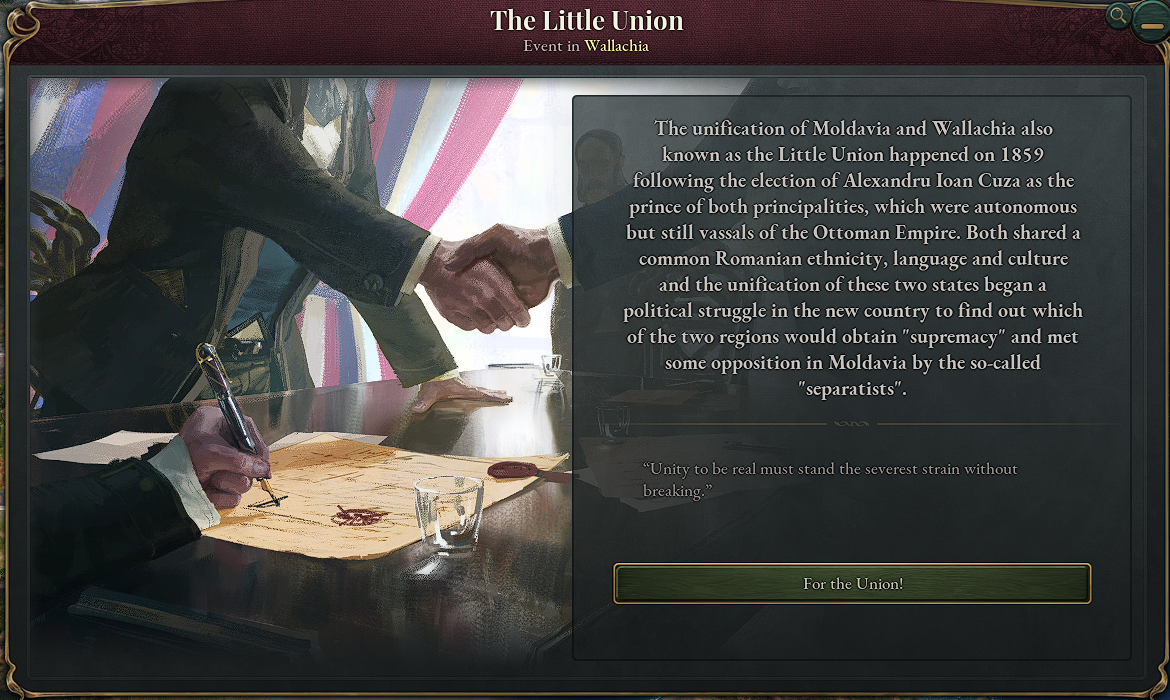 The Little Union
Event in Wallachia
The unification of Moldavia and Wallachia also
known as the Little Union happened on 1859
following the election of Alexandru Ioan Cuza as the
prince of both principalities, which were autonomous
but still vassals of the Ottoman Empire. Both shared a
common Romanian ethnicity, language and culture
and the unification of these two states began a
political struggle in the new country to find out which
of the two regions would obtain "supremacy" and met
some opposition in Moldavia by the so-called
"separatists".
“Unity to be real must stand the severest strain without
breaking.”
For the Union!